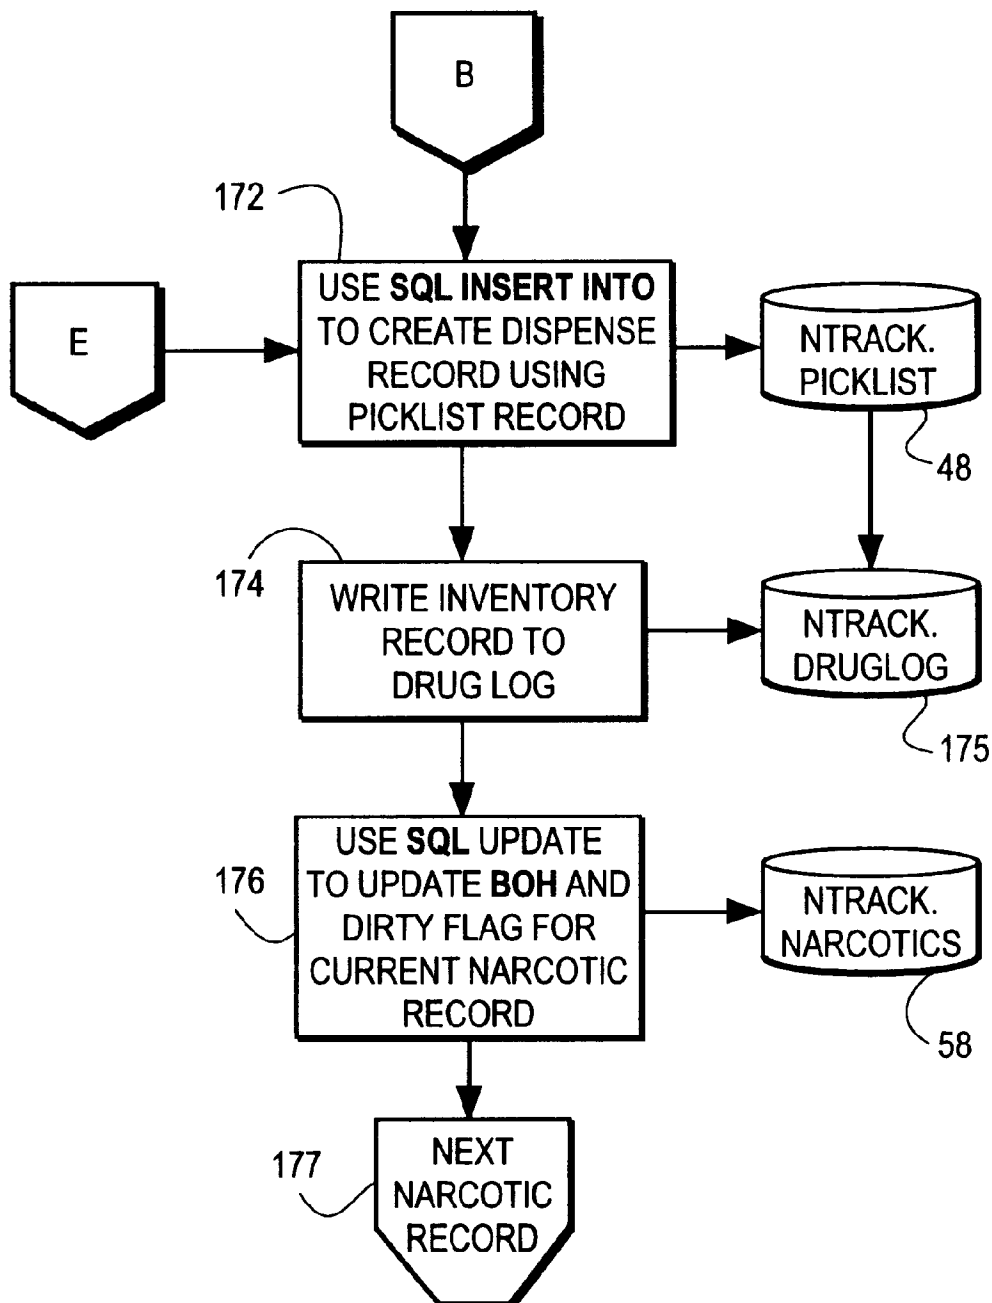 B
172
USE SQL INSERT INTO
TO CREATE DISPENSE
RECORD USING
PICKLIST RECORD
E
NTRACK.
PICKLIST
48
174
WRITE INVENTORY
RECORD TO
DRUG LOG
NTRACK.
DRUGLOG
175
176
USE SQL UPDATE
TO UPDATE BOH AND
DIRTY FLAG FOR
CURRENT NARCOTIC
RECORD
NTRACK.
NARCOTICS
58
177
NEXT
NARCOTIC
RECORD